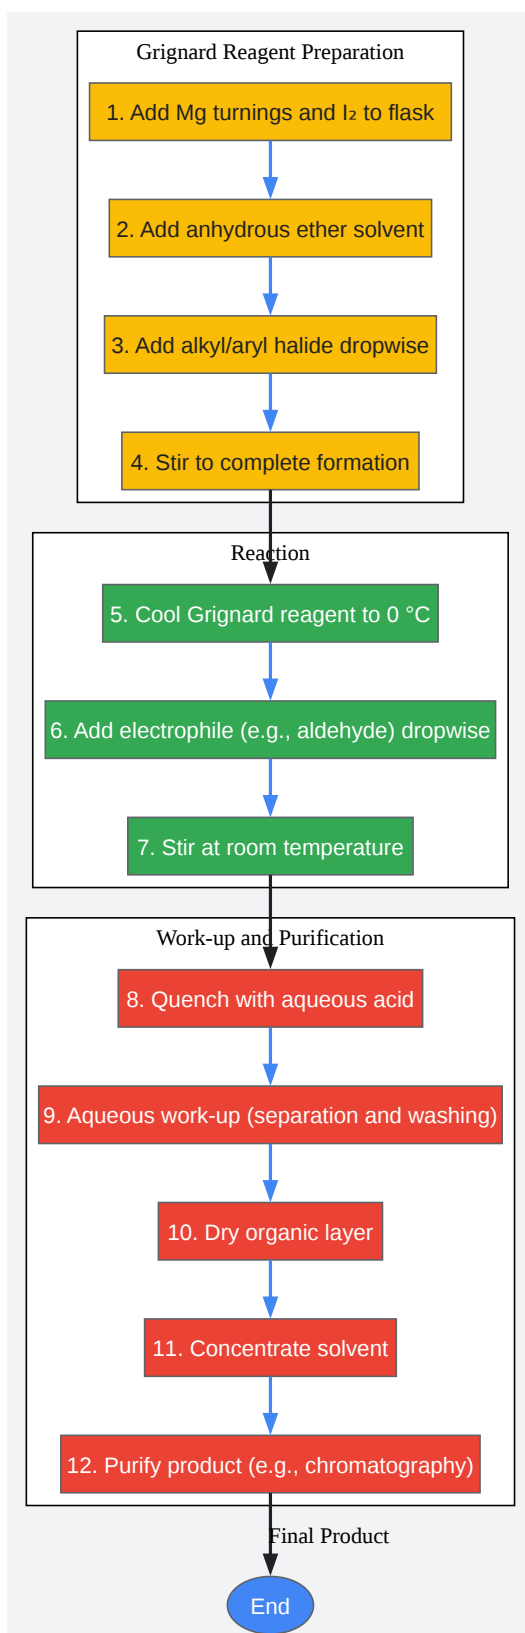 Grignard Reagent Preparation
1. Add Mg turnings and I₂ to flask
2. Add anhydrous ether solvent
3. Add alkyl/aryl halide dropwise
4. Stir to complete formation
Reaction
5. Cool Grignard reagent to 0 °C
6. Add electrophile (e.g., aldehyde) dropwise
7. Stir at room temperature
Work-up and Purification
8. Quench with aqueous acid
9. Aqueous work-up (separation and washing)
10. Dry organic layer
11. Concentrate solvent
12. Purify product (e.g., chromatography)
Final Product
End